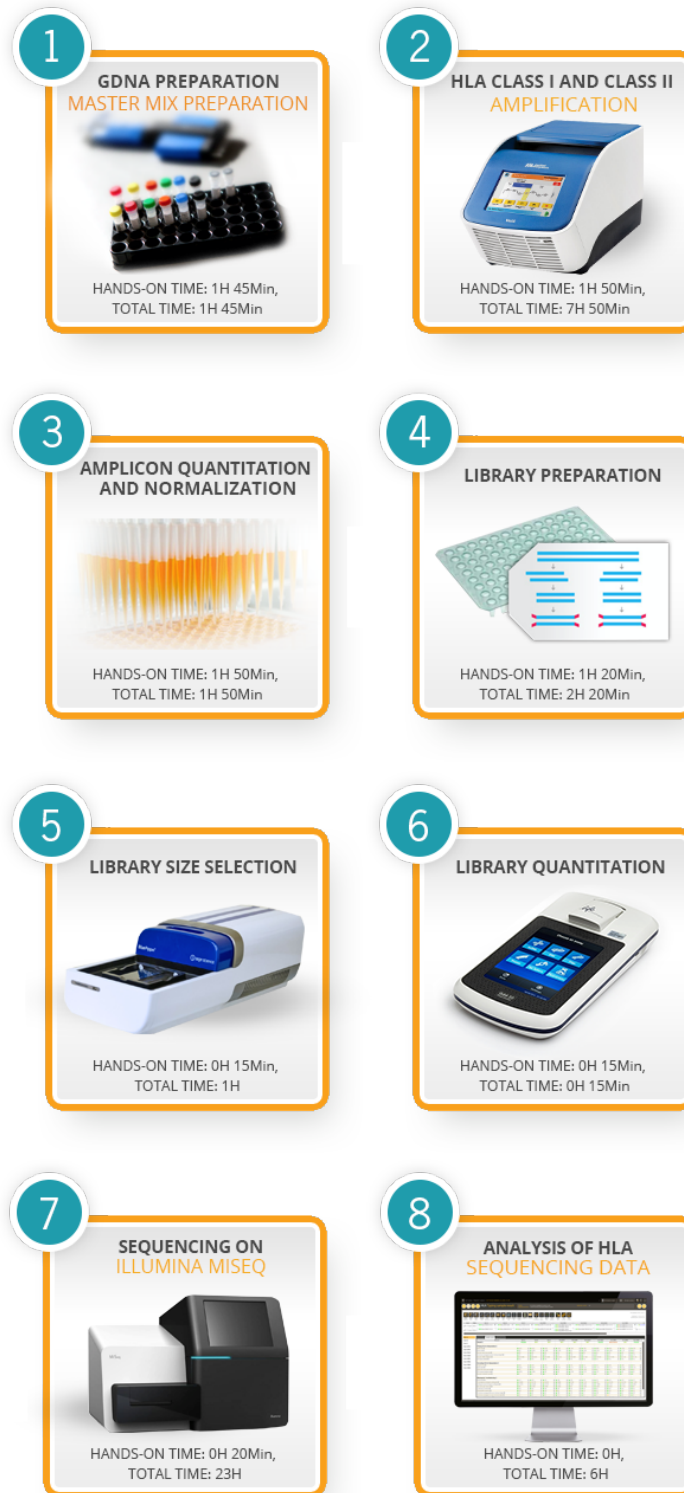 1
GDNA PREPARATION
MASTER MIX PREPARATION
HANDS-ON TIME: 1H 45Min,
TOTAL TIME: 1H 45Min
2
HLA CLASS I AND CLASS II
AMPLIFICATION
HANDS-ON TIME: 1H 50Min,
TOTAL TIME: 7H 50Min
3
AMPLICON QUANTITATION
AND NORMALIZATION
HANDS-ON TIME: 1H 50Min,
TOTAL TIME: 1H 50Min
4
LIBRARY PREPARATION
HANDS-ON TIME: 1H 20Min,
TOTAL TIME: 2H 20Min
5
LIBRARY SIZE SELECTION
HANDS-ON TIME: 0H 15Min,
TOTAL TIME: 1H
6
LIBRARY QUANTITATION
HANDS-ON TIME: 0H 15Min,
TOTAL TIME: 0H 15Min
7
SEQUENCING ON
ILLUMINA MISEQ
HANDS-ON TIME: 0H 20Min,
TOTAL TIME: 23H
8
ANALYSIS OF HLA
SEQUENCING DATA
HANDS-ON TIME: 0H,
TOTAL TIME: 6H